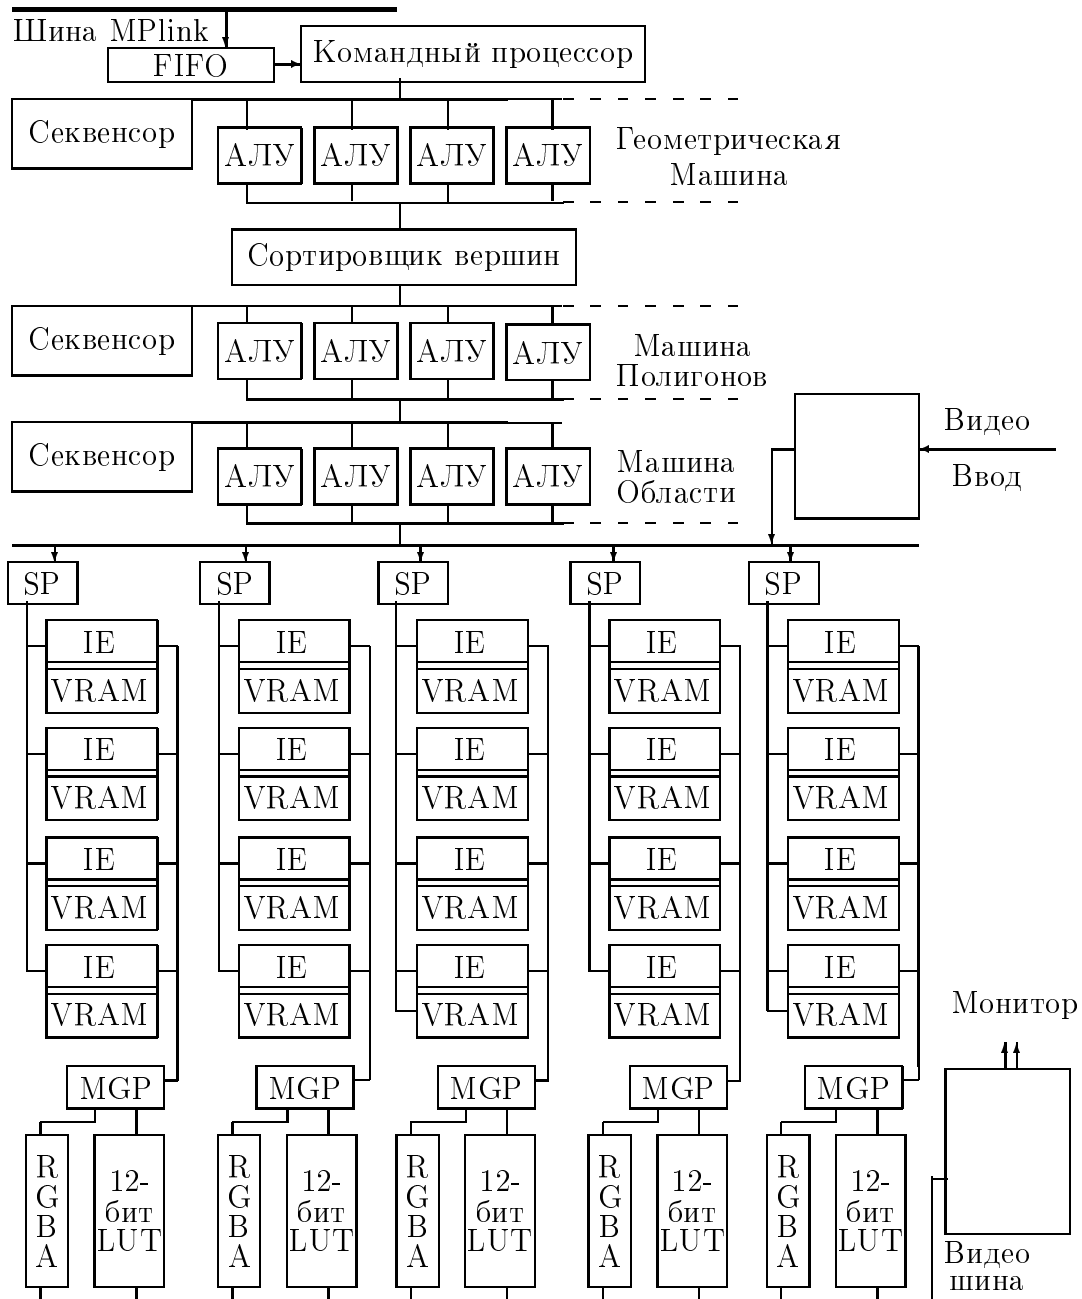 Шина MPlink
FIFO
Командный процессор
Секвенсор
АЛУ АЛУ АЛУ АЛУ
Геометрическая
Машина
Сортировщик вершин
Секвенсор
АЛУ АЛУ АЛУ АЛУ
Машина
Полигонов
Секвенсор
АЛУ АЛУ АЛУ АЛУ
Машина
Области
Видео
Ввод
SP SP SP SP SP
IE IE IE IE IE
VRAM VRAM VRAM VRAM VRAM
IE IE IE IE IE
VRAM VRAM VRAM VRAM VRAM
IE IE IE IE IE
VRAM VRAM VRAM VRAM VRAM
IE IE IE IE IE
VRAM VRAM VRAM VRAM VRAM
Монитор
MGP MGP MGP MGP MGP
R
G
B
A
12-
бит
LUT
R
G
B
A
12-
бит
LUT
R
G
B
A
12-
бит
LUT
R
G
B
A
12-
бит
LUT
R
G
B
A
12-
бит
LUT
Видео
шина